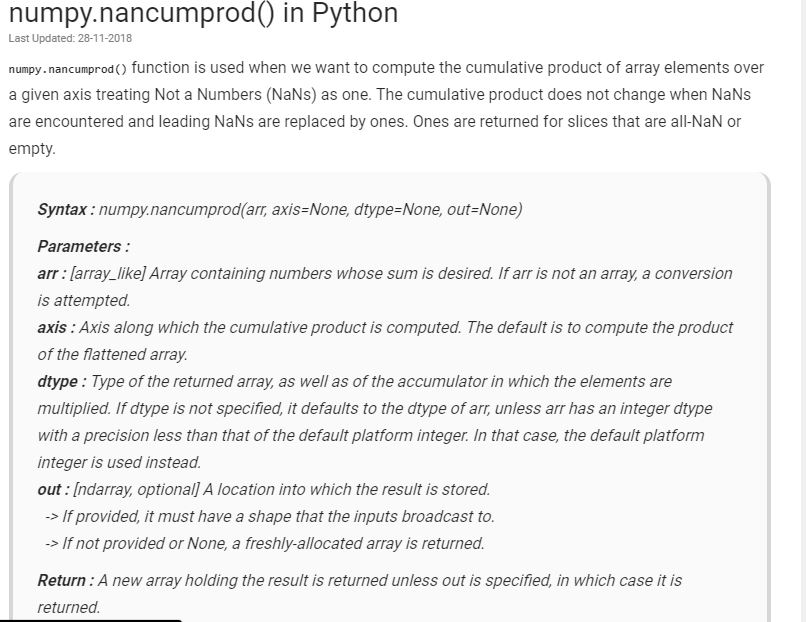 numpy.nancumprod() in Python
Last Updated: 28-11-2018
numpy.nancumprod() function is used when we want to compute the cumulative product of array elements over
a given axis treating Not a Numbers (NaNs) as one. The cumulative product does not change when NaNs
are encountered and leading NaNs are replaced by ones. Ones are returned for slices that are all-NaN or
empty.
Syntax : numpy.nancumprod(arr, axis=None, dtype=None, out=None)
Parameters :
arr : [array_like] Array containing numbers whose sum is desired. If arr is not an array, a conversion
is attempted.
axis : Axis along which the cumulative product is computed. The default is to compute the product
of the flattened array.
dtype : Type of the returned array, as well as of the accumulator in which the elements are
multiplied. If dtype is not specified, it defaults to the dtype of arr, unless arr has an integer dtype
with a precision less than that of the default platform integer. In that case, the default platform
integer is used instead.
out : [ndarray, optional] A location into which the result is stored.
-> If provided, it must have a shape that the inputs broadcast to.
-> If not provided or None, a freshly-allocated array is returned.
Return : A new array holding the result is returned unless out is specified, in which case it is
returned.